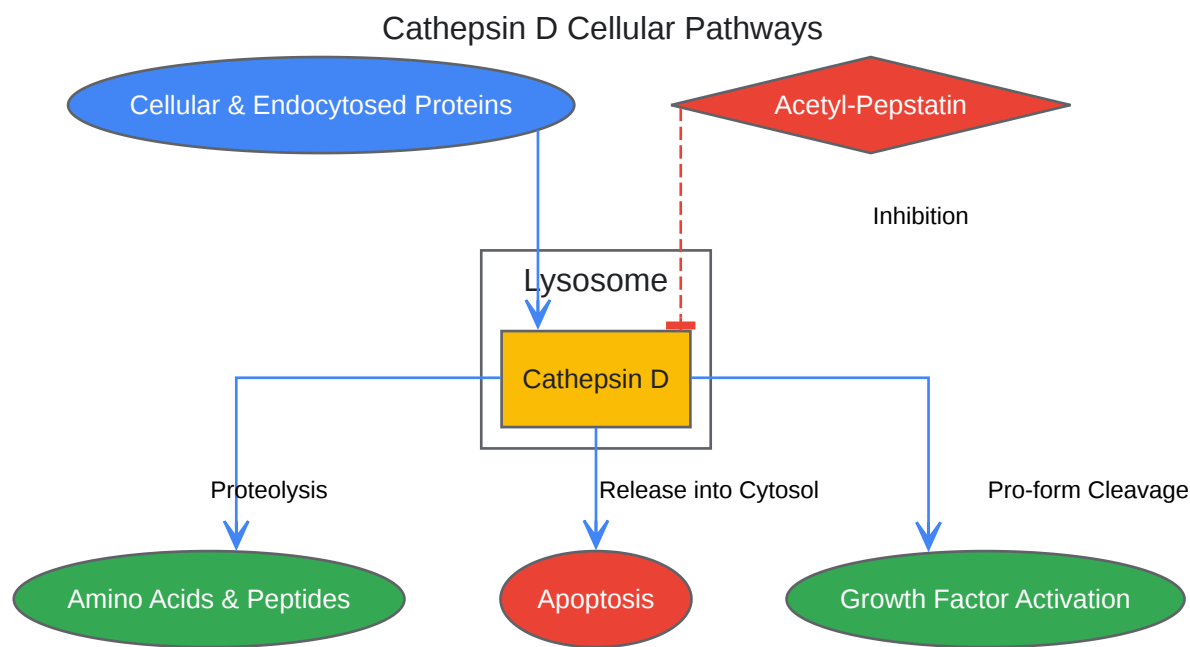 Cathepsin D Cellular Pathways
Cellular & Endocytosed Proteins
Acetyl-Pepstatin
Inhibition
Lysosome
Cathepsin D
Proteolysis
Release into Cytosol
Pro-form Cleavage
Amino Acids & Peptides
Apoptosis
Growth Factor Activation